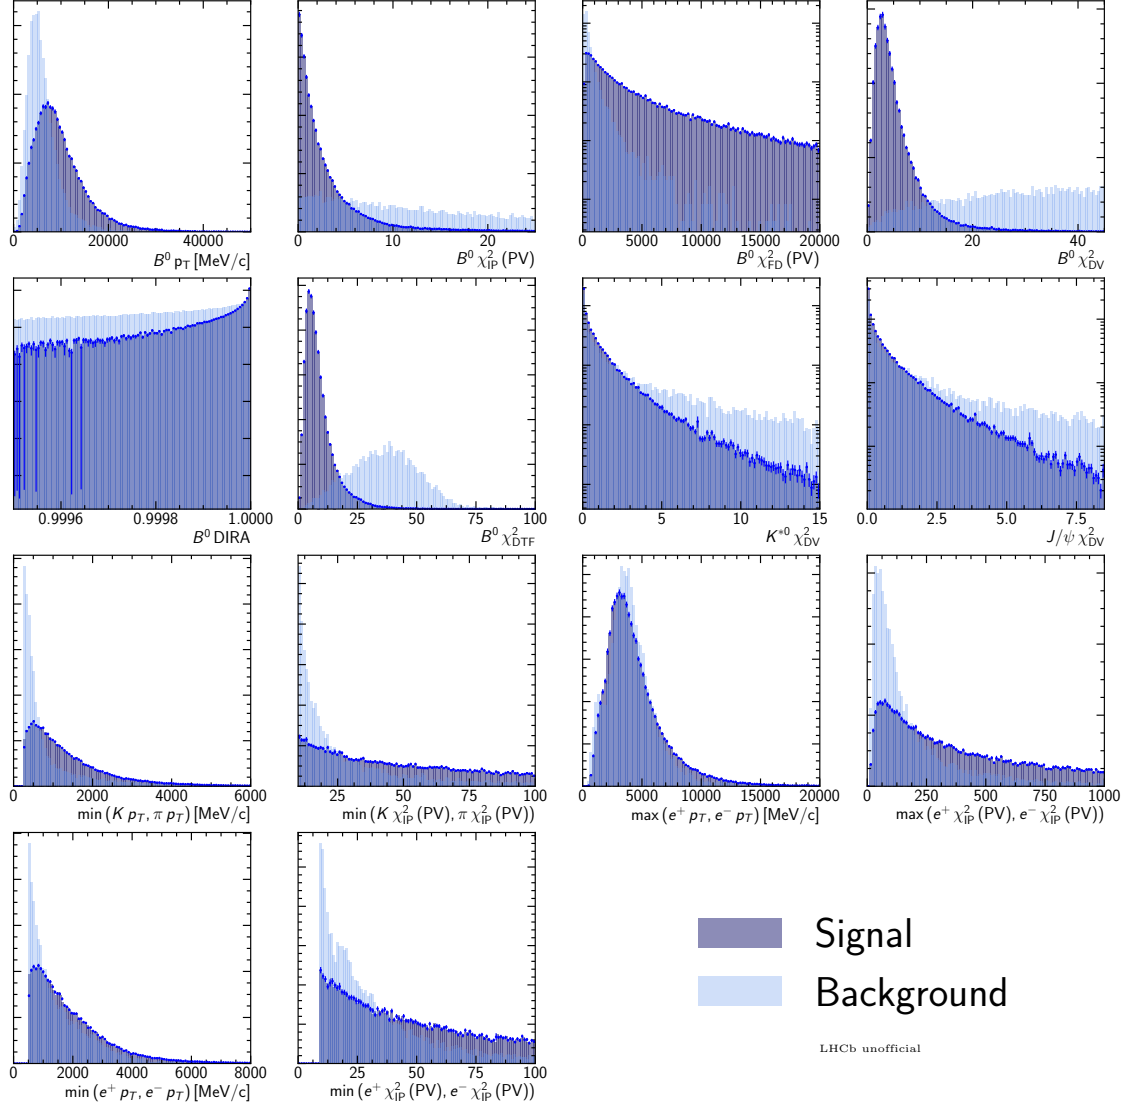 0 20000 40000
B⁰ p_T [MeV/c]
0 10 20
B⁰ χ²_IP (PV)
0 5000 10000 15000 20000
B⁰ χ²_FD (PV)
0 20 40
B⁰ χ²_DV
0.9996 0.9998 1.0000
B⁰ DIRA
0 25 50 75 100
B⁰ χ²_DTF
0 5 10 15
K*⁰ χ²_DV
0.0 2.5 5.0 7.5
J/ψ χ²_DV
0 2000 4000 6000
min (K p_T, π p_T) [MeV/c]
25 50 75 100
min (K χ²_IP (PV), π χ²_IP (PV))
0 5000 10000 15000 20000
max (e⁺ p_T, e⁻ p_T) [MeV/c]
0 250 500 750 1000
max (e⁺ χ²_IP (PV), e⁻ χ²_IP (PV))
0 2000 4000 6000 8000
min (e⁺ p_T, e⁻ p_T) [MeV/c]
0 20 40 60 80 100
min (e⁺ χ²_IP (PV), e⁻ χ²_IP (PV))
Signal
Background
LHCb unofficial